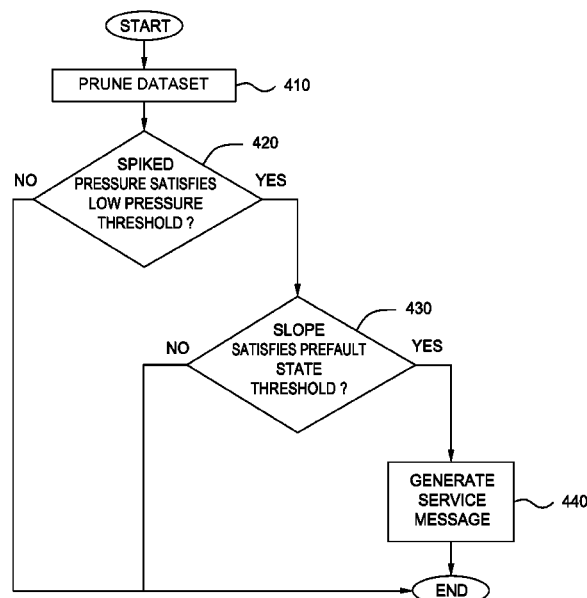 START
PRUNE DATASET
410
420
SPIKED
PRESSURE SATISFIES
LOW PRESSURE
THRESHOLD ?
NO
YES
430
SLOPE
SATISFIES PREFAULT
STATE
THRESHOLD ?
NO
YES
GENERATE
SERVICE
MESSAGE
440
END